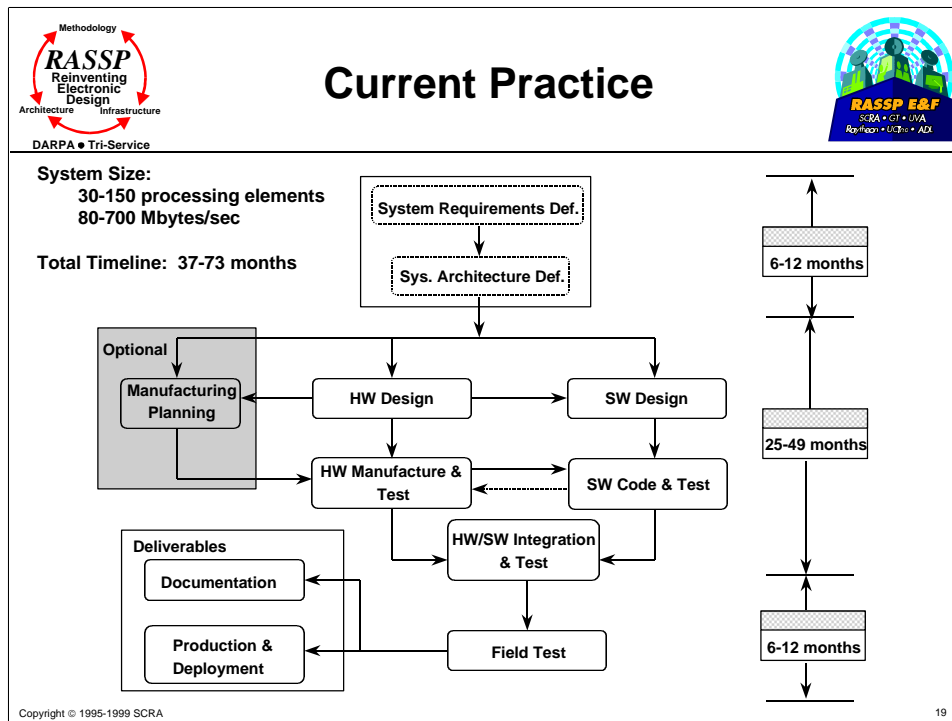 Methodology
RASSP
Reinventing
Electronic
Design
Architecture
Infrastructure
DARPA ● Tri-Service
Current Practice
RASSP E&F
SCRA • GT • UVA
Raytheon • UCinc • ADL
System Size:
30-150 processing elements
80-700 Mbytes/sec
Total Timeline: 37-73 months
System Requirements Def.
Sys. Architecture Def.
6-12 months
Optional
Manufacturing
Planning
HW Design
SW Design
25-49 months
HW Manufacture &
Test
SW Code & Test
HW/SW Integration
& Test
Deliverables
Documentation
Production &
Deployment
Field Test
6-12 months
Copyright © 1995-1999 SCRA
19